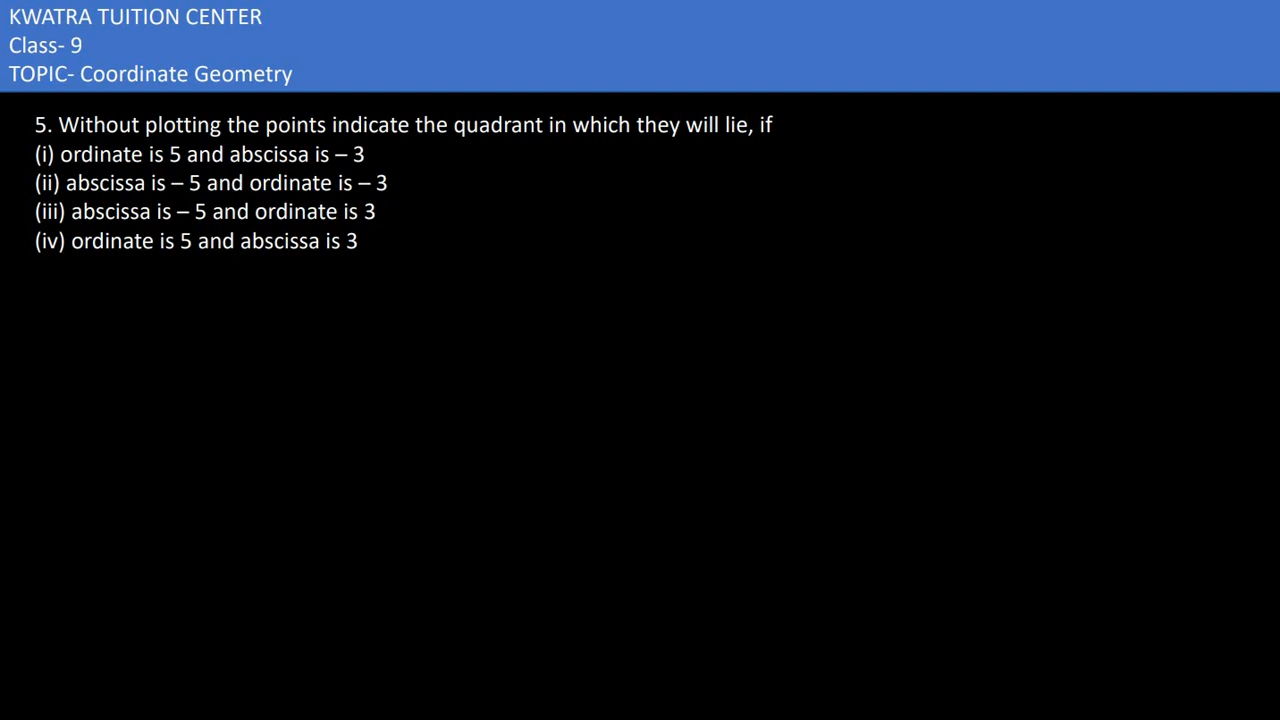 KWATRA TUITION CENTER
Class- 9
TOPIC- Coordinate Geometry
5. Without plotting the points indicate the quadrant in which they will lie, if
(i) ordinate is 5 and abscissa is – 3
(ii) abscissa is – 5 and ordinate is – 3
(iii) abscissa is – 5 and ordinate is 3
(iv) ordinate is 5 and abscissa is 3